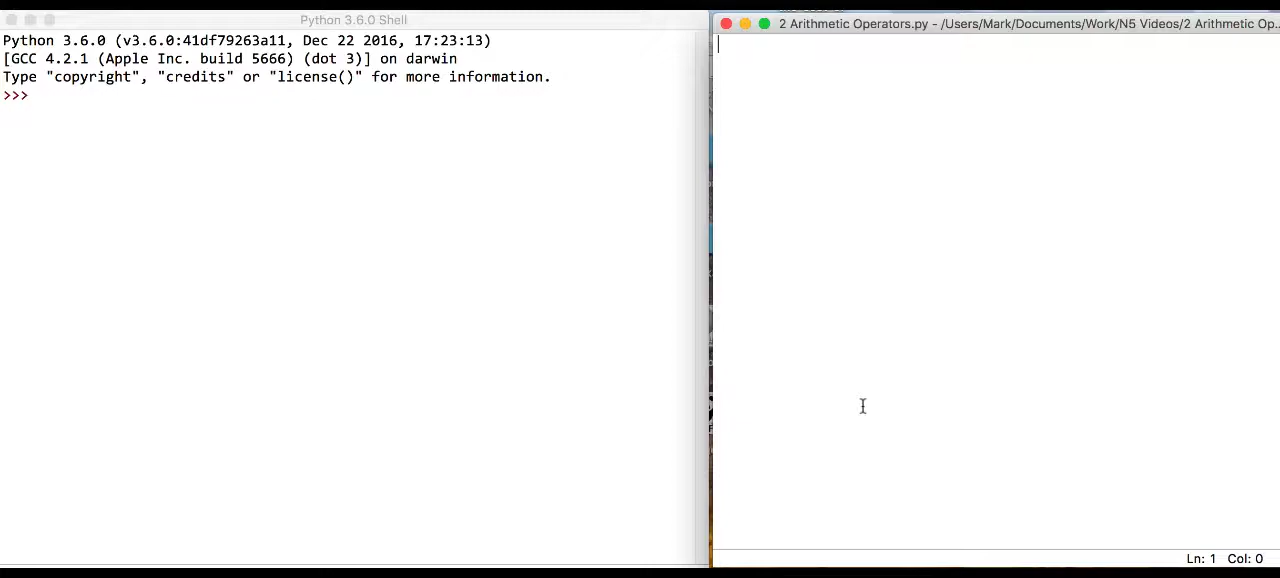 Python 3.6.0 Shell
Python 3.6.0 (v3.6.0:41df79263a11, Dec 22 2016, 17:23:13)
[GCC 4.2.1 (Apple Inc. build 5666) (dot 3)] on darwin
Type "copyright", "credits" or "license()" for more information.
>>>
2 Arithmetic Operators.py - /Users/Mark/Documents/Work/N5 Videos/2 Arithmetic Op...
Ln: 1 Col: 0